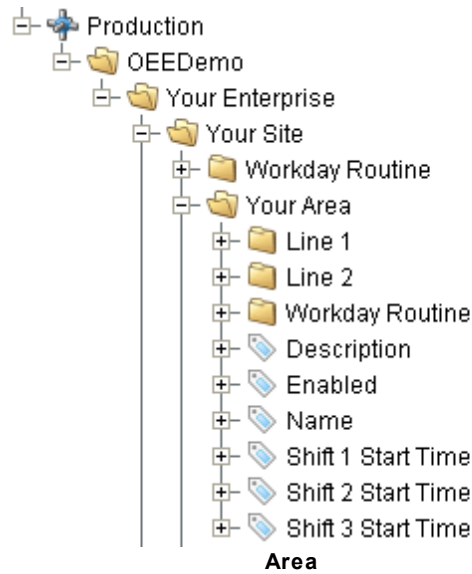 Production
OEEDemo
Your Enterprise
Your Site
Workday Routine
Your Area
Line 1
Line 2
Workday Routine
Description
Enabled
Name
Shift 1 Start Time
Shift 2 Start Time
Shift 3 Start Time
Area